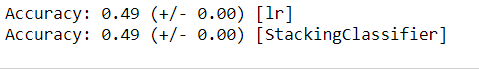 Accuracy: 0.49 (+/- 0.00) [lr]
Accuracy: 0.49 (+/- 0.00) [StackingClassifier]